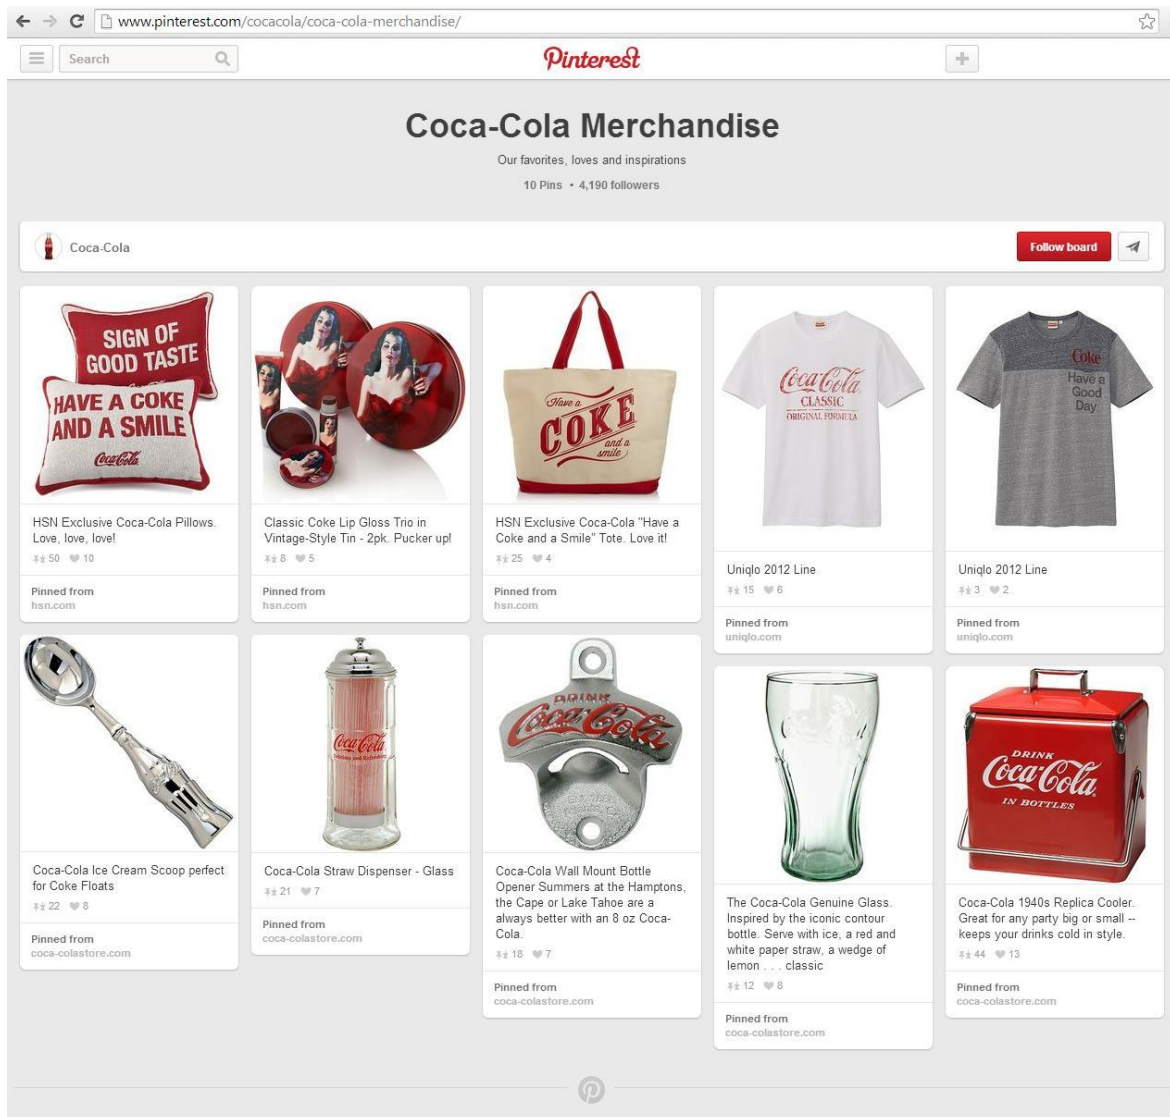 www.pinterest.com/cocacola/coca-cola-merchandise/
Search
Pinterest
Coca-Cola Merchandise
Our favorites, loves and inspirations
10 Pins • 4,190 followers
Coca-Cola
Follow board
SIGN OF
GOOD TASTE
HAVE A COKE
AND A SMILE
Coca-Cola
HSN Exclusive Coca-Cola Pillows.
Love, love, love!
50 10
Pinned from
hsn.com
Classic Coke Lip Gloss Trio in
Vintage-Style Tin - 2pk. Pucker up!
8 5
Pinned from
hsn.com
Have a
COKE
and a
smile
HSN Exclusive Coca-Cola "Have a
Coke and a Smile" Tote. Love it!
25 4
Pinned from
hsn.com
Coca-Cola
CLASSIC
ORIGINAL FORMULA
Uniqlo 2012 Line
15 6
Pinned from
uniqlo.com
Coke
Have a
Good
Day
Uniqlo 2012 Line
3 2
Pinned from
uniqlo.com
Coca-Cola Ice Cream Scoop perfect
for Coke Floats
22 8
Pinned from
coca-colastore.com
Coca-Cola
Delicious and Refreshing
Coca-Cola Straw Dispenser - Glass
21 7
Pinned from
coca-colastore.com
DRINK
Coca-Cola
Coca-Cola Wall Mount Bottle
Opener Summers at the Hamptons,
the Cape or Lake Tahoe are a
always better with an 8 oz Coca-
Cola.
18 7
Pinned from
coca-colastore.com
The Coca-Cola Genuine Glass.
Inspired by the iconic contour
bottle. Serve with ice, a red and
white paper straw, a wedge of
lemon . . . classic
12 8
Pinned from
coca-colastore.com
DRINK
Coca-Cola
IN BOTTLES
Coca-Cola 1940s Replica Cooler.
Great for any party big or small --
keeps your drinks cold in style.
44 13
Pinned from
coca-colastore.com